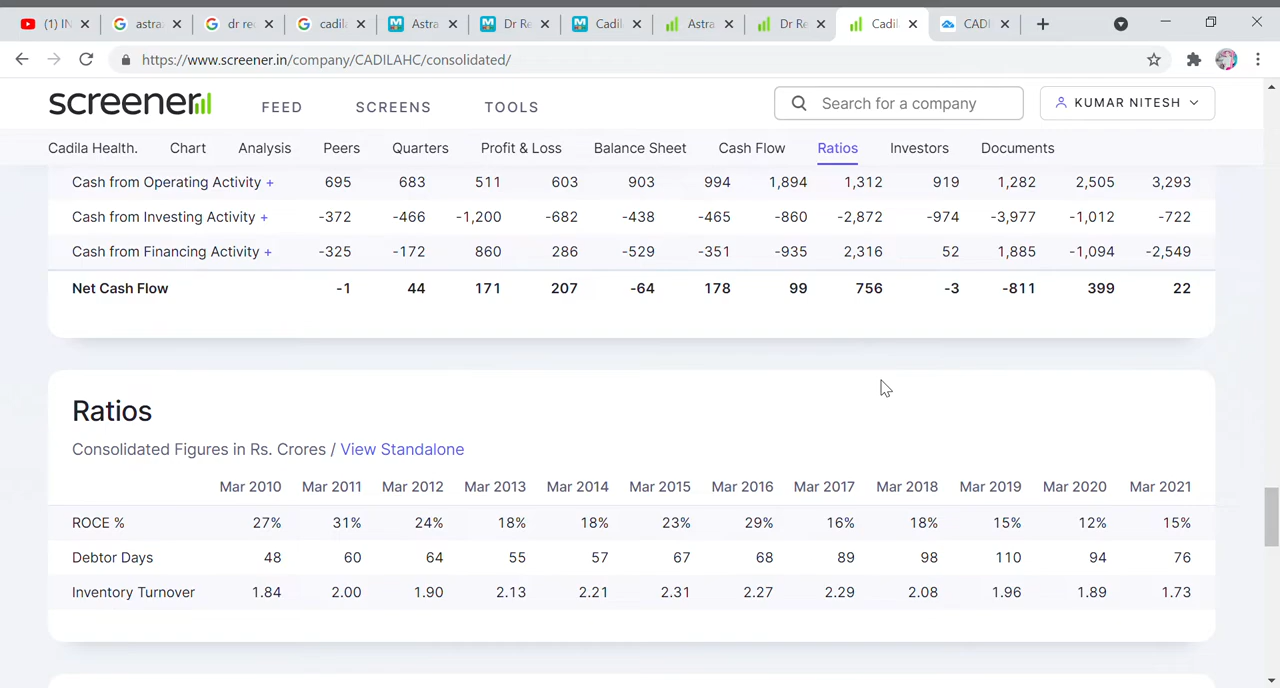 (1) IN
astra
dr re
cadil
Astra
Dr Re
Cadil
Astra
Dr Re
Cadil
CADI
https://www.screener.in/company/CADILAHC/consolidated/
screener FEED SCREENS TOOLS Search for a company KUMAR NITESH
Cadila Health. Chart Analysis Peers Quarters Profit & Loss Balance Sheet Cash Flow Ratios Investors Documents
Cash from Operating Activity + 695 683 511 603 903 994 1,894 1,312 919 1,282 2,505 3,293
Cash from Investing Activity + -372 -466 -1,200 -682 -438 -465 -860 -2,872 -974 -3,977 -1,012 -722
Cash from Financing Activity + -325 -172 860 286 -529 -351 -935 2,316 52 1,885 -1,094 -2,549
Net Cash Flow -1 44 171 207 -64 178 99 756 -3 -811 399 22
Ratios
Consolidated Figures in Rs. Crores / View Standalone
Mar 2010 Mar 2011 Mar 2012 Mar 2013 Mar 2014 Mar 2015 Mar 2016 Mar 2017 Mar 2018 Mar 2019 Mar 2020 Mar 2021
ROCE % 27% 31% 24% 18% 18% 23% 29% 16% 18% 15% 12% 15%
Debtor Days 48 60 64 55 57 67 68 89 98 110 94 76
Inventory Turnover 1.84 2.00 1.90 2.13 2.21 2.31 2.27 2.29 2.08 1.96 1.89 1.73